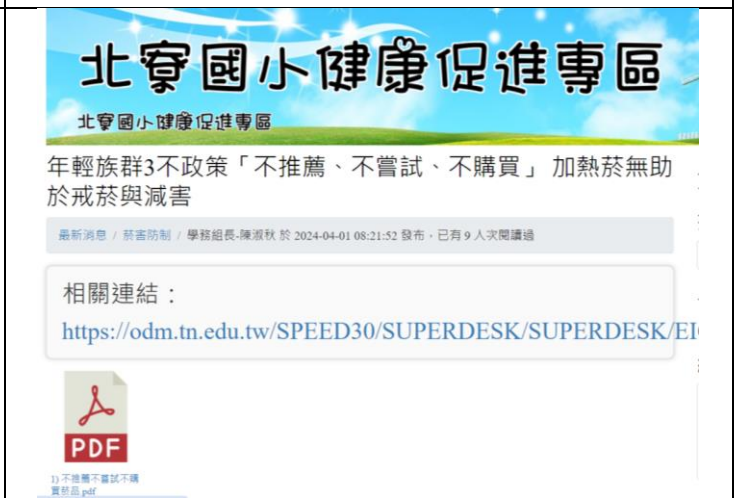 北寮國小健康促進專區
北寮國小健康促進專區
年輕族群3不政策「不推薦、不嘗試、不購買」 加熱菸無助
於戒菸與減害
最新消息 / 菸害防制 / 學務組長-陳淑秋 於 2024-04-01 08:21:52 發布，已有 9 人次閱讀過
相關連結：
https://odm.tn.edu.tw/SPEED30/SUPERDESK/SUPERDESK/EI
PDF
1) 不推薦不嘗試不購
買菸品.pdf